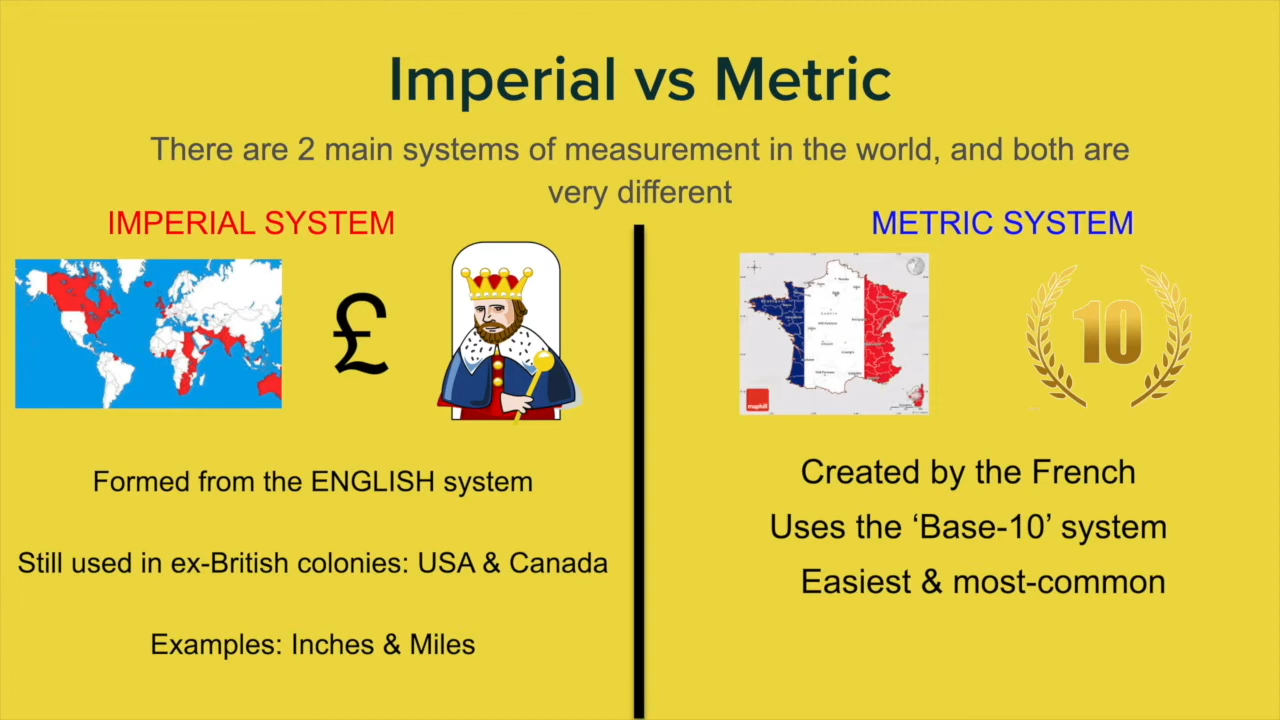 Imperial vs Metric
There are 2 main systems of measurement in the world, and both are
very different
IMPERIAL SYSTEM
£
Formed from the ENGLISH system
Still used in ex-British colonies: USA & Canada
Examples: Inches & Miles
METRIC SYSTEM
maphill
10
Created by the French
Uses the ‘Base-10’ system
Easiest & most-common